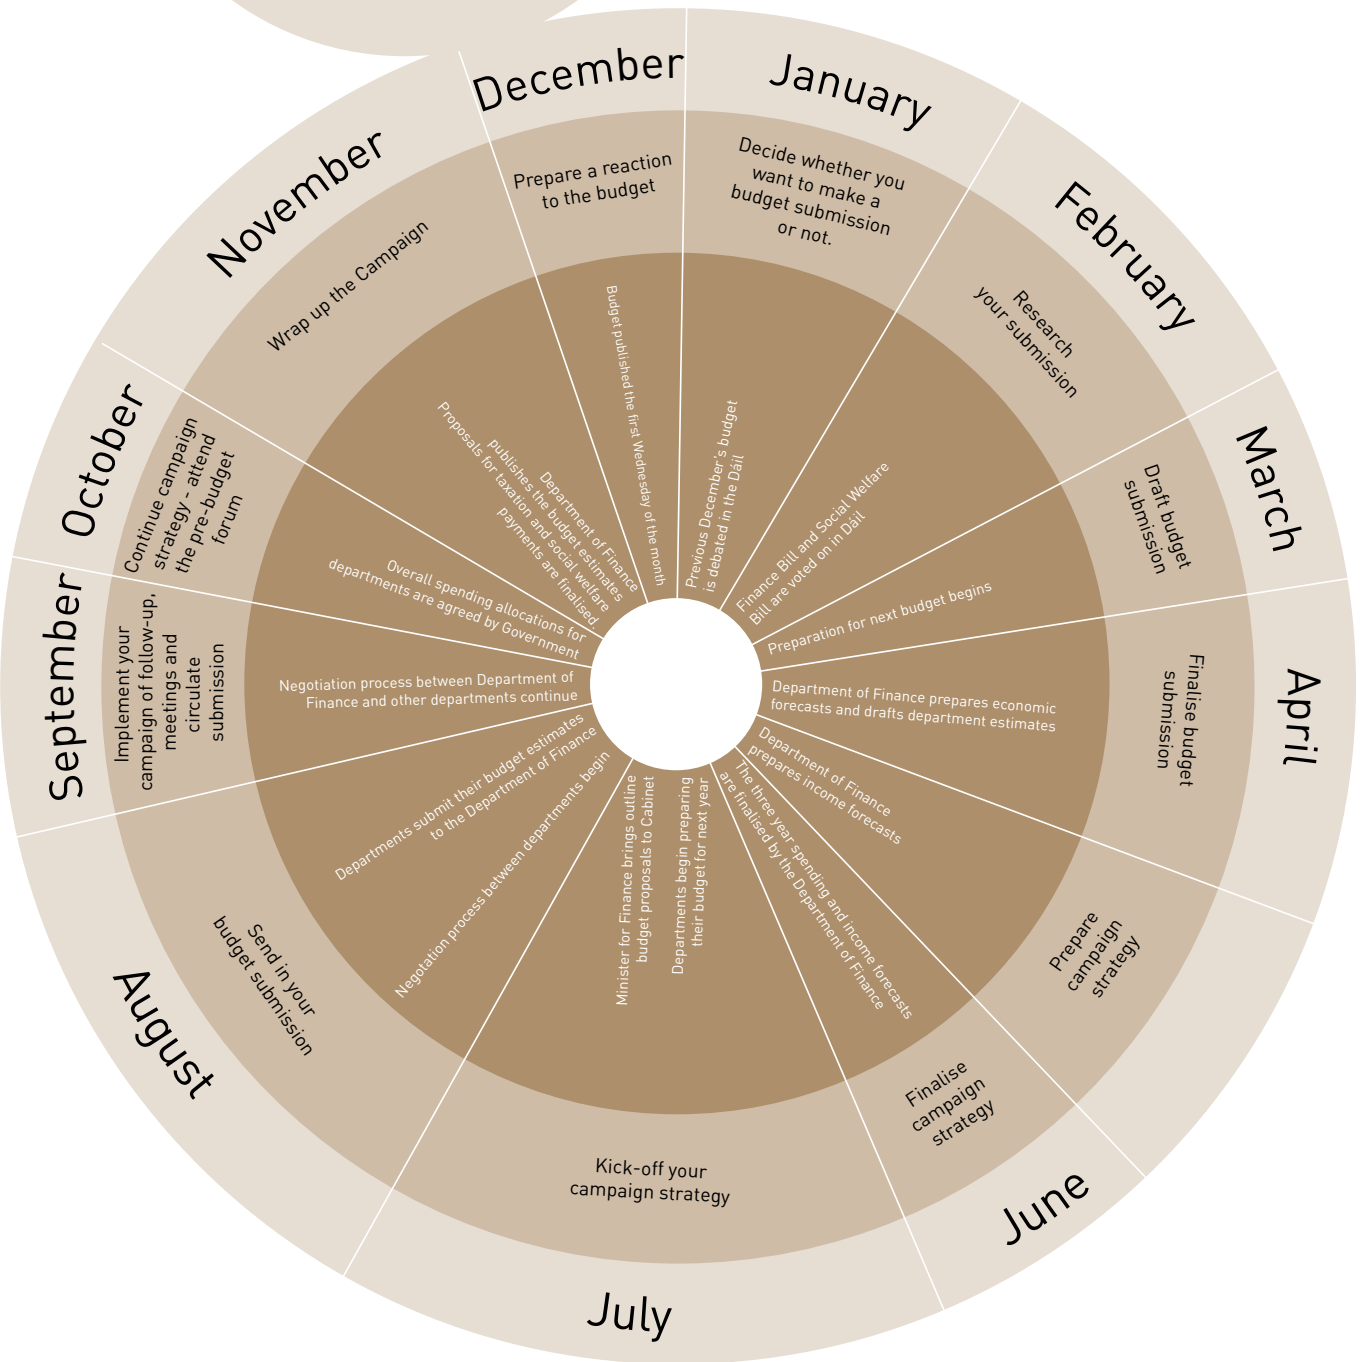 January
Decide whether you
want to make a
budget submission
or not.
Previous December's budget
is debated in the Dáil
February
Research
your submission
Finance Bill and Social Welfare
Bill are voted on in Dáil
March
Draft budget
submission
Preparation for next budget begins
April
Finalise budget
submission
Department of Finance prepares economic
forecasts and drafts department estimates
Prepare
campaign
strategy
Department of Finance
prepares income forecasts
June
Finalise
campaign
strategy
The three year spending and income forecasts
are finalised by the Department of Finance
July
Kick-off your
campaign strategy
Departments begin preparing
their budget for next year
Minister for Finance brings outline
budget proposals to Cabinet
August
Send in your
budget submission
Negotation process between departments begin
Departments submit their budget estimates
to the Department of Finance
September
Implement your
campaign of follow-up,
meetings and
circulate
submission
Negotiation process between Department of
Finance and other departments continue
October
Continue campaign
strategy - attend
the pre-budget
forum
Overall spending allocations for
departments are agreed by Government
November
Wrap up the Campaign
Department of Finance
publishes the budget estimates
Proposals for taxation and social welfare
payments are finalised.
December
Prepare a reaction
to the budget
Budget published the first Wednesday of the month